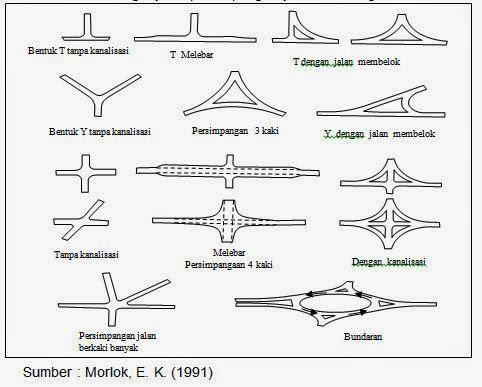 Bentuk T tanpa kanalisasi
T Melebar
T dengan jalan membelok
Bentuk Y tanpa kanalisasi
Persimpangan 3 kaki
Y dengan jalan membelok
Tanpa kanalisasi
Melebar
Persimpangaan 4 kaki
Dengan kanalisasi
Persimpangan jalan
berkaki banyak
Bundaran
Sumber : Morlok, E. K. (1991)